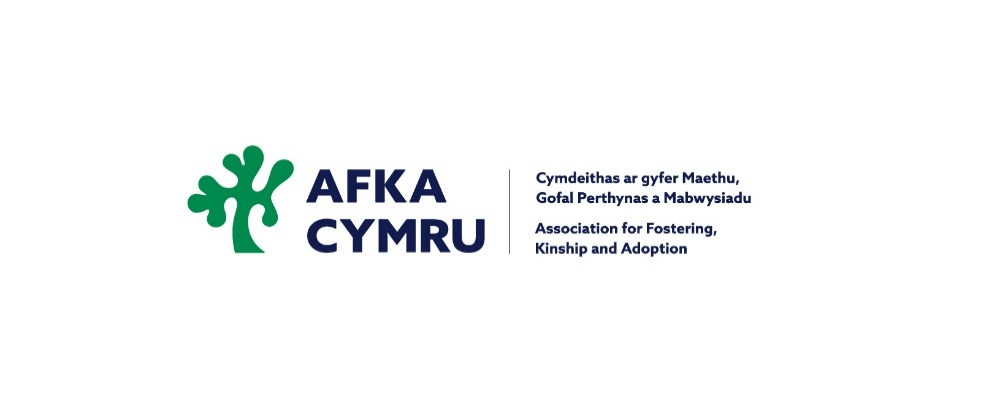 AFKA
CYMRU
Cymdeithas ar gyfer Maethu,
Gofal Perthynas a Mabwysiadu
Association for Fostering,
Kinship and Adoption